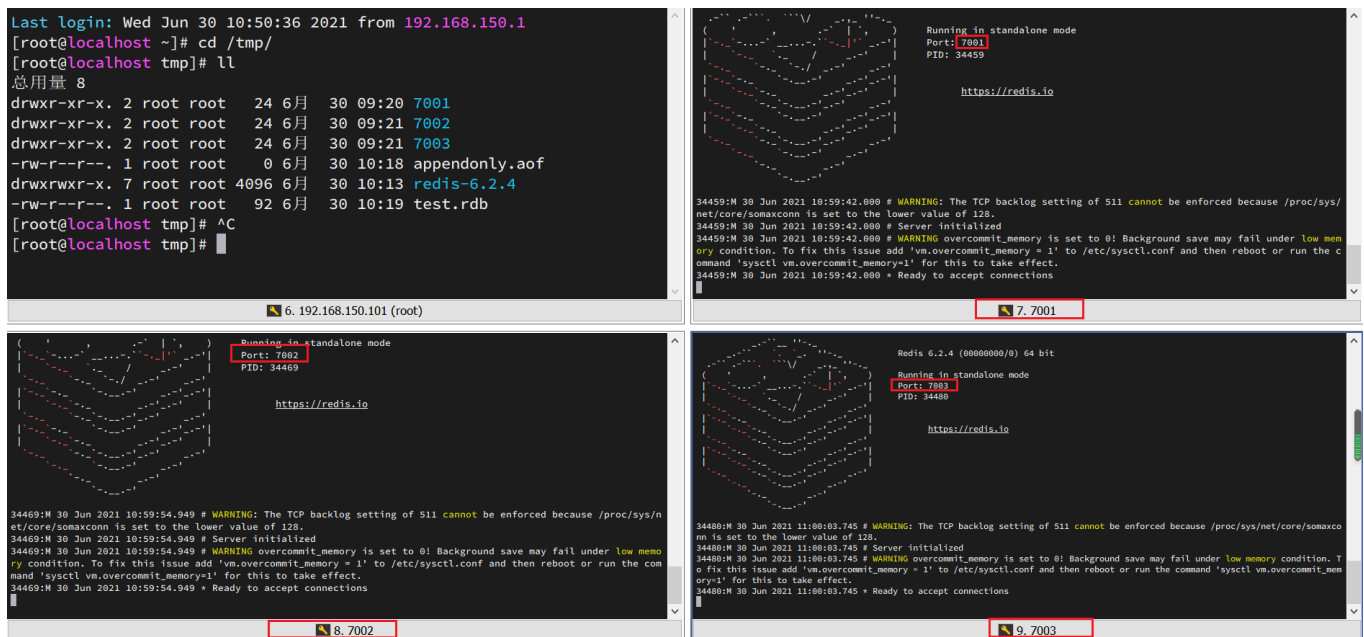 Last login: Wed Jun 30 10:50:36 2021 from 192.168.150.1
[root@localhost ~]# cd /tmp/
[root@localhost tmp]# ll
总用量 8
drwxr-xr-x. 2 root root   24 6月  30 09:20 7001
drwxr-xr-x. 2 root root   24 6月  30 09:21 7002
drwxr-xr-x. 2 root root   24 6月  30 09:21 7003
-rw-r--r--. 1 root root    0 6月  30 10:18 appendonly.aof
drwxrwxr-x. 7 root root 4096 6月  30 10:13 redis-6.2.4
-rw-r--r--. 1 root root   92 6月  30 10:19 test.rdb
[root@localhost tmp]# ^C
[root@localhost tmp]#
6. 192.168.150.101 (root)
Running in standalone mode
Port: 7001
PID: 34459
https://redis.io
34459:M 30 Jun 2021 10:59:42.000 # WARNING: The TCP backlog setting of 511 cannot be enforced because /proc/sys/
net/core/somaxconn is set to the lower value of 128.
34459:M 30 Jun 2021 10:59:42.000 # Server initialized
34459:M 30 Jun 2021 10:59:42.000 # WARNING overcommit_memory is set to 0! Background save may fail under low mem
ory condition. To fix this issue add 'vm.overcommit_memory = 1' to /etc/sysctl.conf and then reboot or run the c
ommand 'sysctl vm.overcommit_memory=1' for this to take effect.
34459:M 30 Jun 2021 10:59:42.000 * Ready to accept connections
7. 7001
Running in standalone mode
Port: 7002
PID: 34469
https://redis.io
34469:M 30 Jun 2021 10:59:54.949 # WARNING: The TCP backlog setting of 511 cannot be enforced because /proc/sys/n
et/core/somaxconn is set to the lower value of 128.
34469:M 30 Jun 2021 10:59:54.949 # Server initialized
34469:M 30 Jun 2021 10:59:54.949 # WARNING overcommit_memory is set to 0! Background save may fail under low memo
ry condition. To fix this issue add 'vm.overcommit_memory = 1' to /etc/sysctl.conf and then reboot or run the com
mand 'sysctl vm.overcommit_memory=1' for this to take effect.
34469:M 30 Jun 2021 10:59:54.949 * Ready to accept connections
8. 7002
Redis 6.2.4 (00000000/0) 64 bit
Running in standalone mode
Port: 7003
PID: 34480
https://redis.io
34480:M 30 Jun 2021 11:00:03.745 # WARNING: The TCP backlog setting of 511 cannot be enforced because /proc/sys/net/core/somaxco
nn is set to the lower value of 128.
34480:M 30 Jun 2021 11:00:03.745 # Server initialized
34480:M 30 Jun 2021 11:00:03.745 # WARNING overcommit_memory is set to 0! Background save may fail under low memory condition. T
o fix this issue add 'vm.overcommit_memory = 1' to /etc/sysctl.conf and then reboot or run the command 'sysctl vm.overcommit_mem
ory=1' for this to take effect.
34480:M 30 Jun 2021 11:00:03.745 * Ready to accept connections
9. 7003